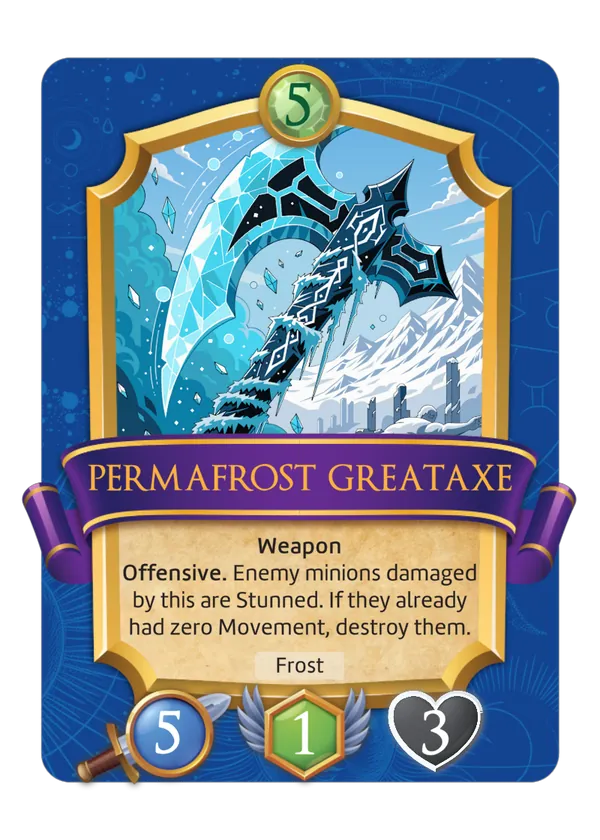 5
PERMAFROST GREATAXE
Weapon
Offensive. Enemy minions damaged
by this are Stunned. If they already
had zero Movement, destroy them.
Frost
5 1 3